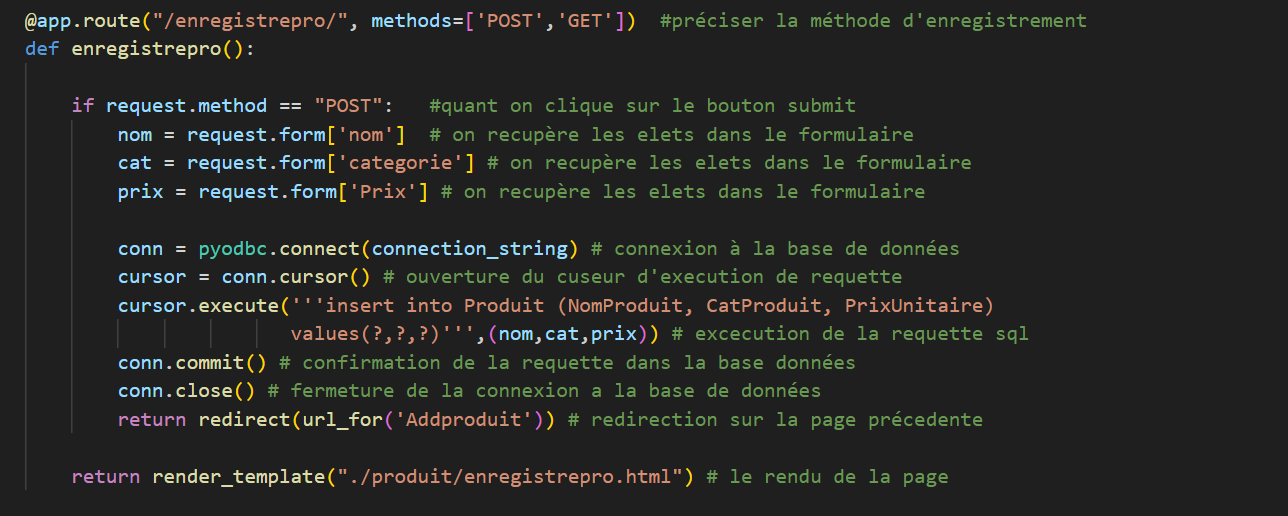 @app.route("/enregistrepro/", methods=['POST','GET'])  #préciser la méthode d'enregistrement
def enregistrepro():
if request.method == "POST":   #quant on clique sur le bouton submit
nom = request.form['nom']  # on recupère les elets dans le formulaire
cat = request.form['categorie'] # on recupère les elets dans le formulaire
prix = request.form['Prix'] # on recupère les elets dans le formulaire
conn = pyodbc.connect(connection_string) # connexion à la base de données
cursor = conn.cursor() # ouverture du cuseur d'execution de requette
cursor.execute('''insert into Produit (NomProduit, CatProduit, PrixUnitaire)
values(?,?,?)''',(nom,cat,prix)) # excecution de la requette sql
conn.commit() # confirmation de la requette dans la base données
conn.close() # fermeture de la connexion a la base de données
return redirect(url_for('Addproduit')) # redirection sur la page précedente
return render_template("./produit/enregistrepro.html") # le rendu de la page